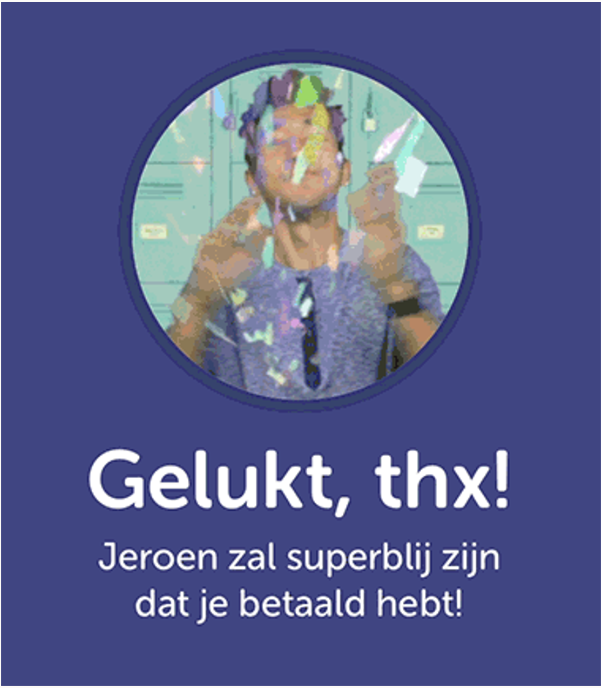 Gelukt, thx!
Jeroen zal superblij zijn
dat je betaald hebt!